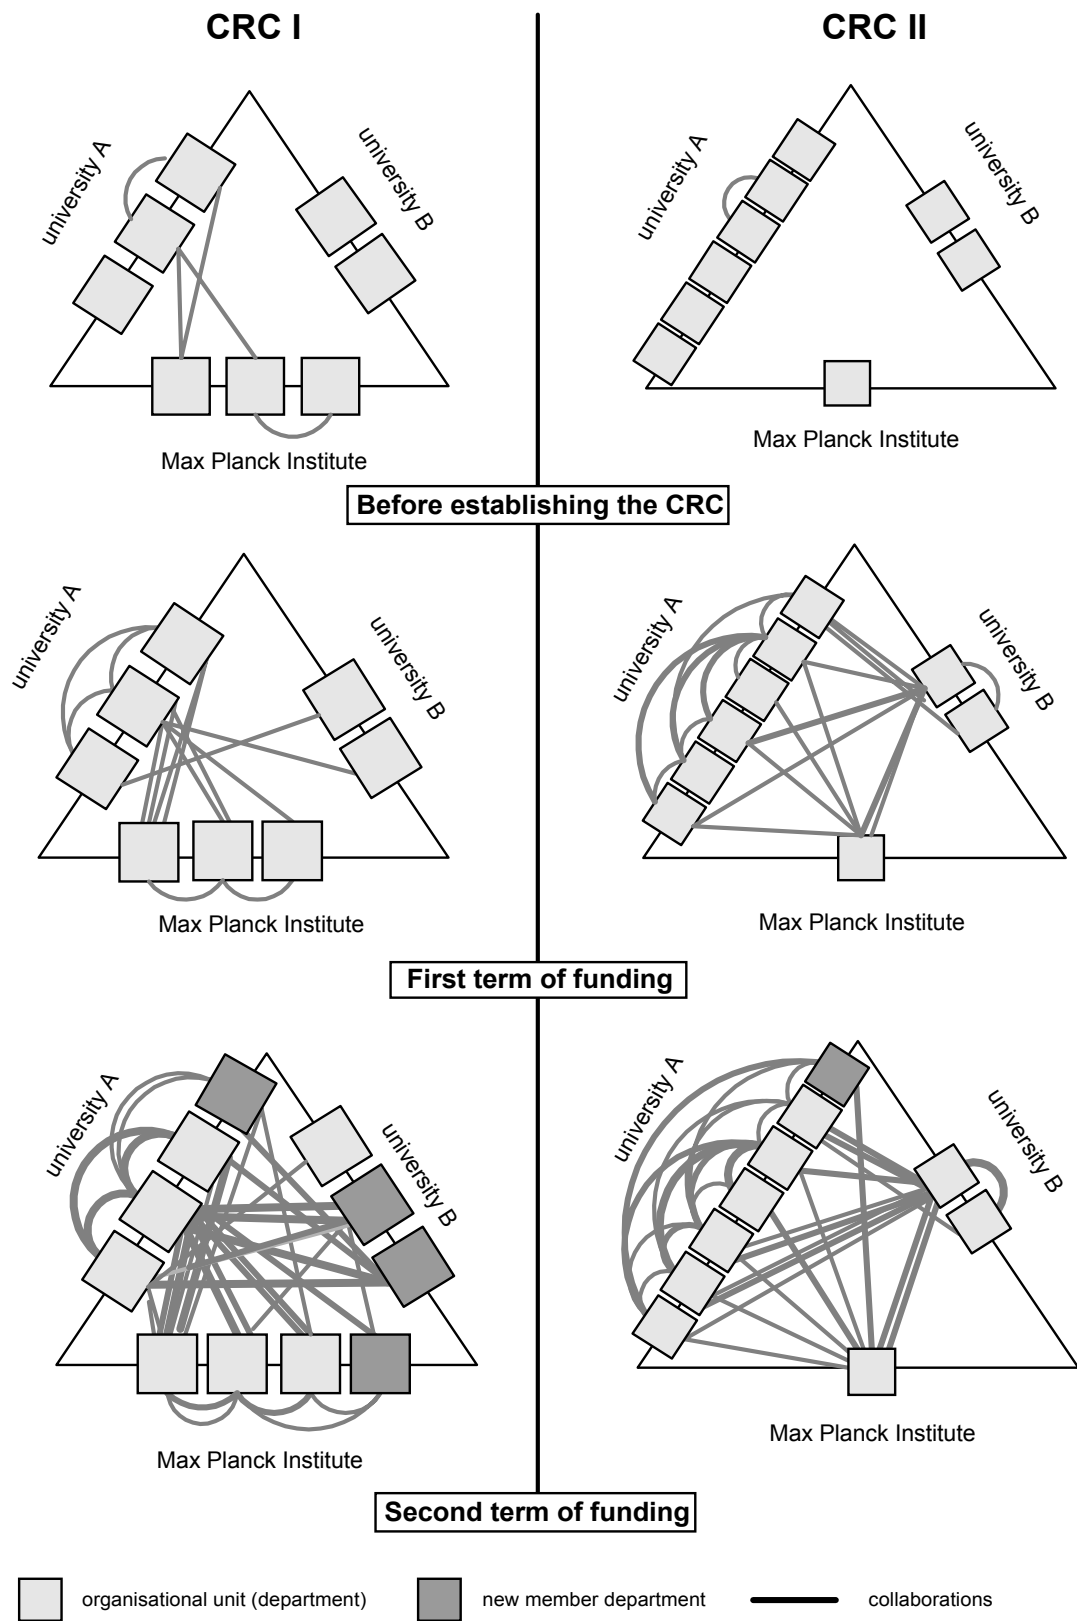 CRC I
CRC II
university A
university B
university A
university B
Max Planck Institute
Max Planck Institute
Before establishing the CRC
university A
university B
university A
university B
Max Planck Institute
Max Planck Institute
First term of funding
university A
university B
university A
university B
Max Planck Institute
Max Planck Institute
Second term of funding
organisational unit (department)
new member department
collaborations